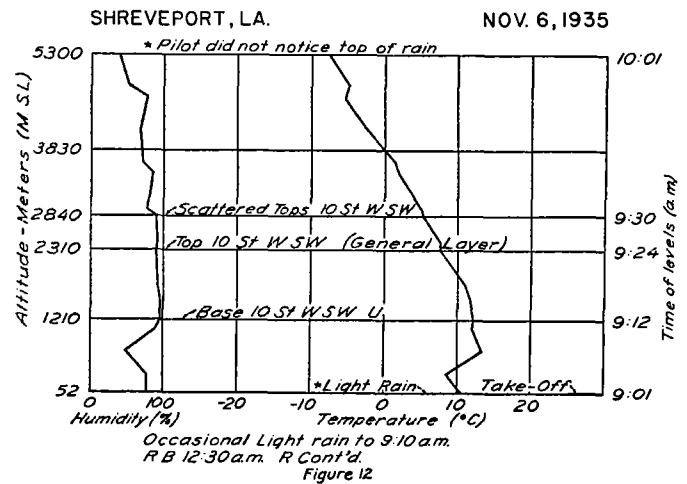 SHREVEPORT, LA. NOV. 6, 1935
* Pilot did not notice top of rain
5300 10:01
3830
Scattered Tops 10 St WSW
2840 9:30
Top 10 St WSW (General Layer)
2310 9:24
Base 10 St WSW U
1210 9:12
*Light Rain Take-Off
52 9:01
Altitude-Meters (M SL)
Time of levels (a.m.)
0 100 -20 -10 0 10 20
Humidity (%) Temperature (°C)
Occasional Light rain to 9:10 a.m.
R B 12:30 a.m. R Cont'd.
Figure 12